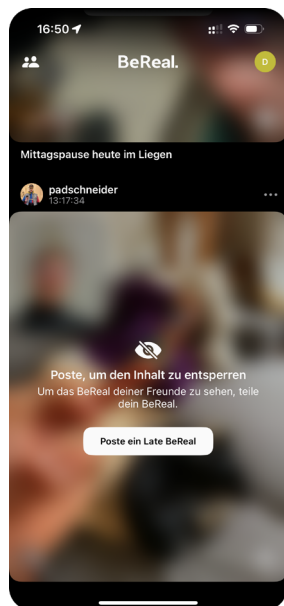 16:50
BeReal.
D
Mittagspause heute im Liegen
padschneider
13:17:34
Poste, um den Inhalt zu entsperren
Um das BeReal deiner Freunde zu sehen, teile
dein BeReal.
Poste ein Late BeReal